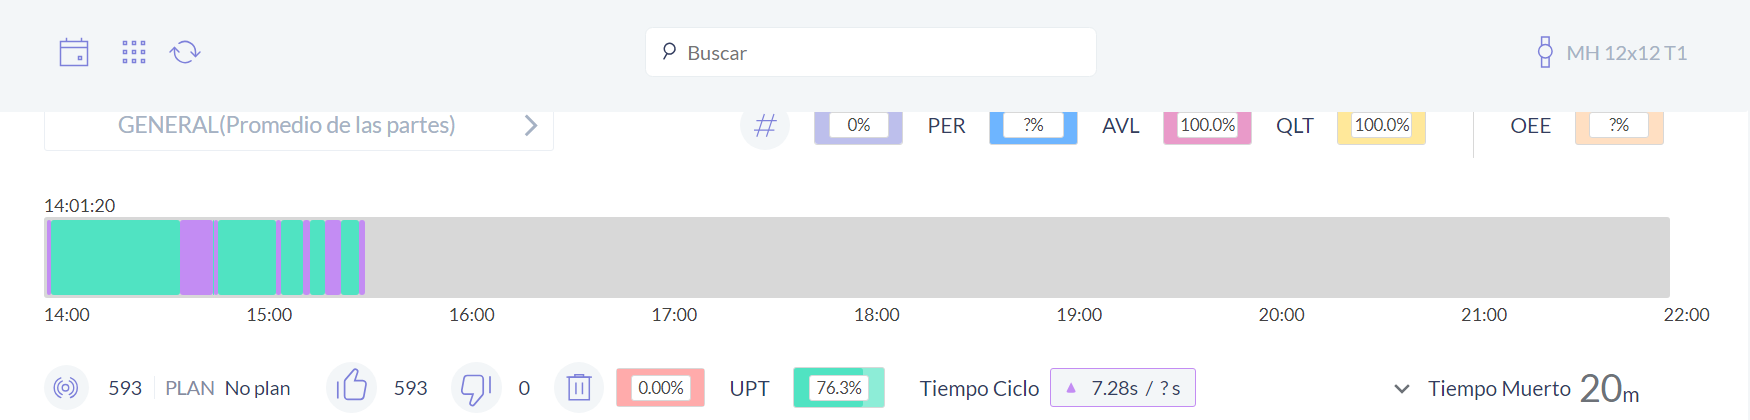 Buscar
MH 12x12 T1
GENERAL(Promedio de las partes)
# 0% PER ?% AVL 100.0% QLT 100.0% OEE ?%
14:01:20
14:00 15:00 16:00 17:00 18:00 19:00 20:00 21:00 22:00
593 PLAN No plan 593 0 0.00% UPT 76.3% Tiempo Ciclo 7.28s / ? s Tiempo Muerto 20m